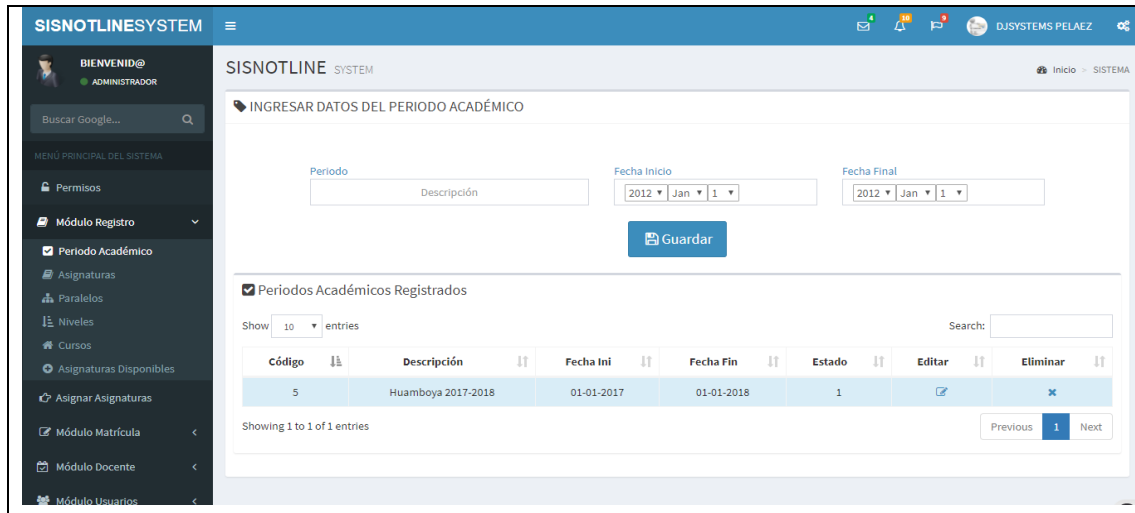 SISNOTLINESYSTEM
4 10 9 DJSYSTEMS PELAEZ
BIENVENID@
ADMINISTRADOR
Buscar Google...
MENÚ PRINCIPAL DEL SISTEMA
Permisos
Módulo Registro
Periodo Académico
Asignaturas
Paralelos
Niveles
Cursos
Asignaturas Disponibles
Asignar Asignaturas
Módulo Matrícula
Módulo Docente
Módulo Usuarios
SISNOTLINE SYSTEM
Inicio > SISTEMA
INGRESAR DATOS DEL PERIODO ACADÉMICO
Periodo Fecha Inicio Fecha Final
Descripción 2012 Jan 1 2012 Jan 1
Guardar
Periodos Académicos Registrados
Show 10 entries Search:
Código Descripción Fecha Ini Fecha Fin Estado Editar Eliminar
5 Huamboya 2017-2018 01-01-2017 01-01-2018 1
Showing 1 to 1 of 1 entries Previous 1 Next